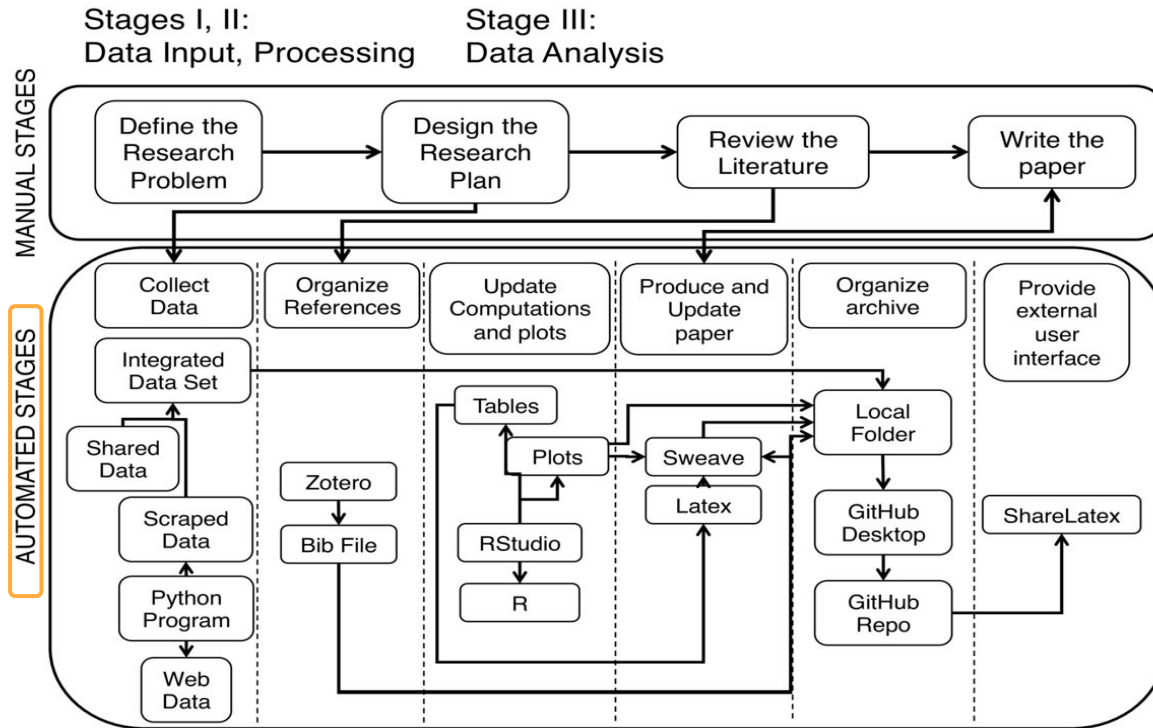 Stages I, II:
Data Input, Processing
Stage III:
Data Analysis
MANUAL STAGES
Define the
Research
Problem
Design the
Research
Plan
Review the
Literature
Write the
paper
AUTOMATED STAGES
Collect
Data
Organize
References
Update
Computations
and plots
Produce and
Update
paper
Organize
archive
Provide
external
user
interface
Integrated
Data Set
Shared
Data
Scraped
Data
Python
Program
Web
Data
Zotero
Bib File
Tables
Plots
RStudio
R
Sweave
Latex
Local
Folder
GitHub
Desktop
GitHub
Repo
ShareLatex